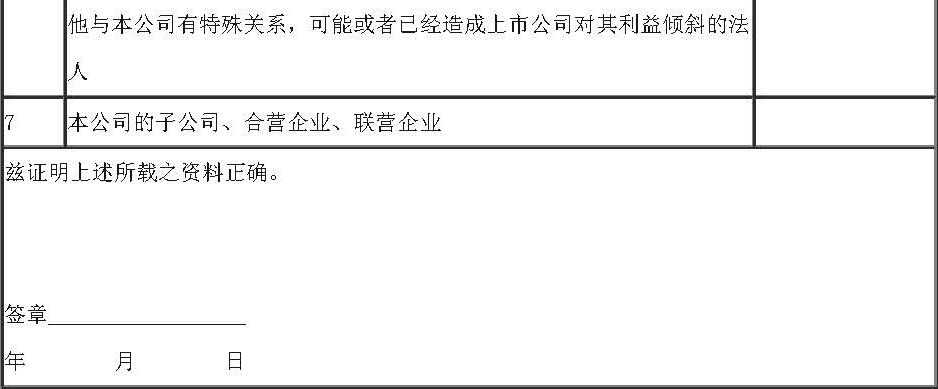 他与本公司有特殊关系，可能或者已经造成上市公司对其利益倾斜的法
人
7 本公司的子公司、合营企业、联营企业
兹证明上述所载之资料正确。
签章__________________
年 月 日